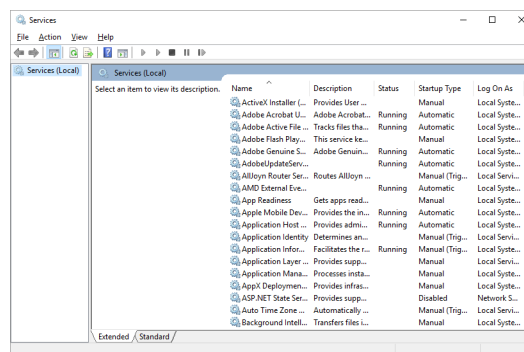 Services
File Action View Help
Services (Local)
Services (Local)
Select an item to view its description.
Name Description Status Startup Type Log On As
ActiveX Installer (... Provides User ... Manual Local Syste...
Adobe Acrobat U... Adobe Acrobat... Running Automatic Local Syste...
Adobe Active File ... Tracks files tha... Running Automatic Local Syste...
Adobe Flash Play... This service ke... Manual Local Syste...
Adobe Genuine S... Adobe Genuin... Running Automatic Local Syste...
AdobeUpdateServ... Running Automatic Local Syste...
AllJoyn Router Ser... Routes AllJoyn ... Manual (Trig... Local Servi...
AMD External Eve... Running Automatic Local Syste...
App Readiness Gets apps read... Manual Local Syste...
Apple Mobile Dev... Provides the in... Running Automatic Local Syste...
Application Host ... Provides admi... Running Automatic Local Syste...
Application Identity Determines an... Manual (Trig... Local Servi...
Application Infor... Facilitates the r... Running Manual (Trig... Local Syste...
Application Layer ... Provides supp... Manual Local Servi...
Application Mana... Processes insta... Manual Local Syste...
AppX Deploymen... Provides infras... Manual Local Syste...
ASP.NET State Ser... Provides supp... Disabled Network S...
Auto Time Zone ... Automatically ... Manual (Trig... Local Servi...
Background Intell... Transfers files i... Manual Local Syste...
Extended Standard